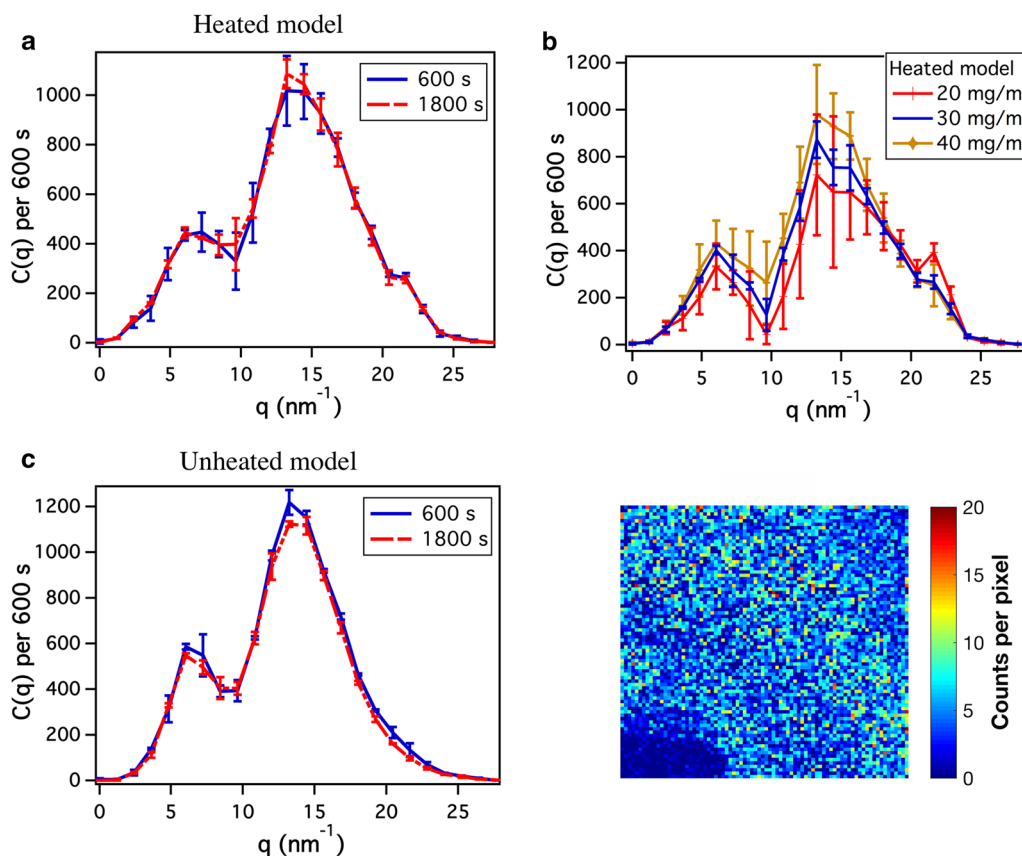 a
Heated model
C(q) per 600 s
1000
800
600
400
200
0
0 5 10 15 20 25
q (nm⁻¹)
600 s
1800 s
b
C(q) per 600 s
1200
1000
800
600
400
200
0
0 5 10 15 20 25
q (nm⁻¹)
Heated model
20 mg/m
30 mg/m
40 mg/m
c
Unheated model
C(q) per 600 s
1200
1000
800
600
400
200
0
0 5 10 15 20 25
q (nm⁻¹)
600 s
1800 s
20
15
10
5
0
Counts per pixel